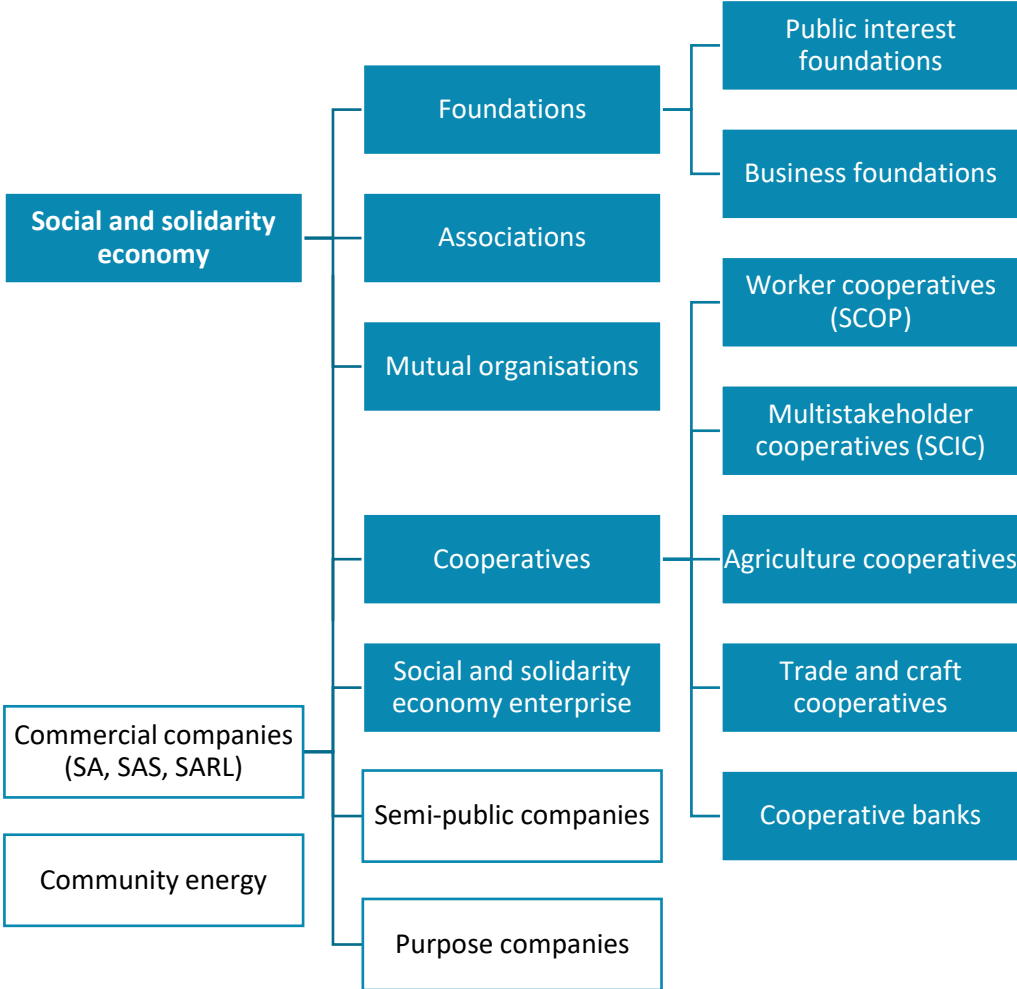 Social and solidarity
economy
Commercial companies
(SA, SAS, SARL)
Community energy
Foundations
Associations
Mutual organisations
Cooperatives
Social and solidarity
economy enterprise
Semi-public companies
Purpose companies
Public interest
foundations
Business foundations
Worker cooperatives
(SCOP)
Multistakeholder
cooperatives (SCIC)
Agriculture cooperatives
Trade and craft
cooperatives
Cooperative banks